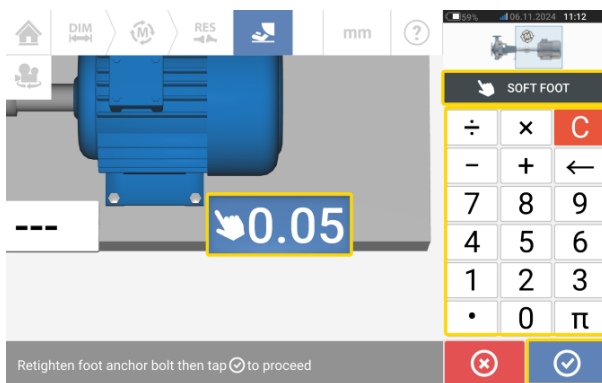 DIM
M
RES
mm
?
59% 06.11.2024 11:12
SOFT FOOT
÷ × C
− + ←
7 8 9
4 5 6
1 2 3
· 0 π
---
0.05
Retighten foot anchor bolt then tap to proceed